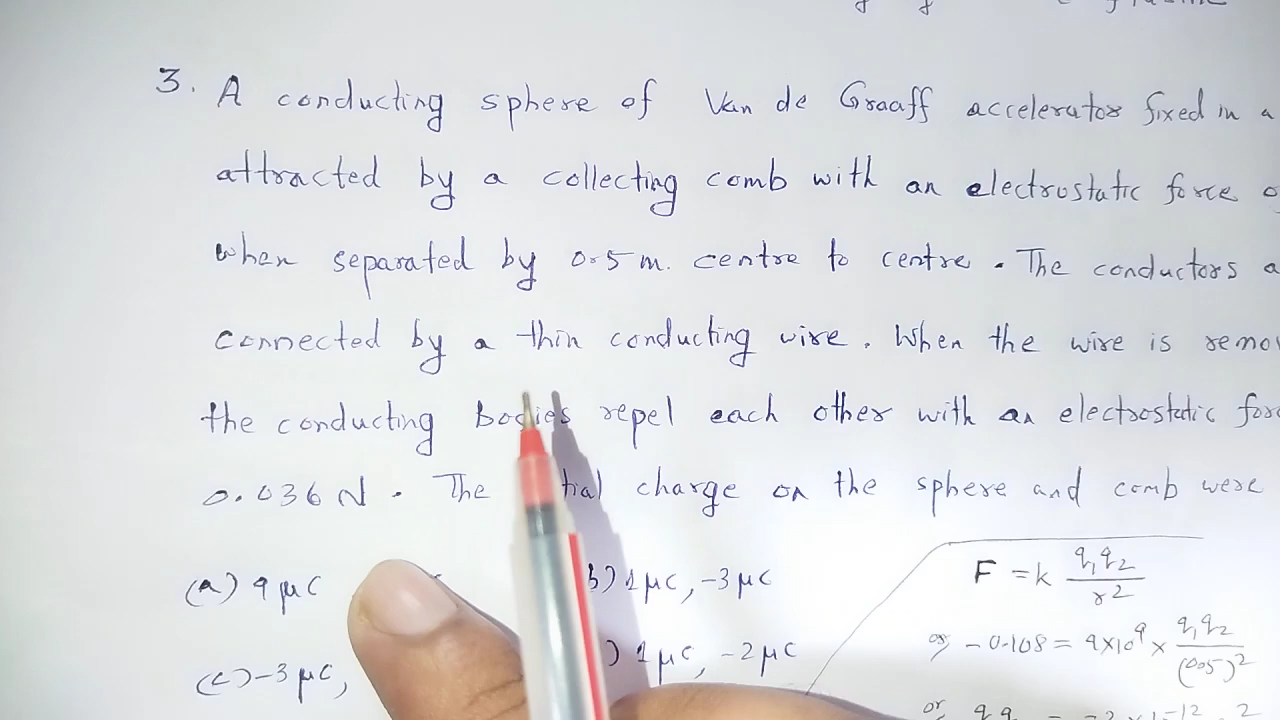 3. A conducting sphere of Van de Graaff accelerator fixed in a
attracted by a collecting comb with an electrostatic force
when separated by 0.5 m. centre to centre. The conductors
connected by a thin conducting wire. When the wire is
the conducting Bodies repel each other with an electrostatic
0.036 N. The charge on the sphere and comb were
(a) 9 μC b) 1 μC, -3 μC
(c) -3 μC, ) 1 μC, -2 μC
F = k q₁q₂ / r²
or, -0.108 = 9×10⁹ × q₁q₂ / (0.5)²
or